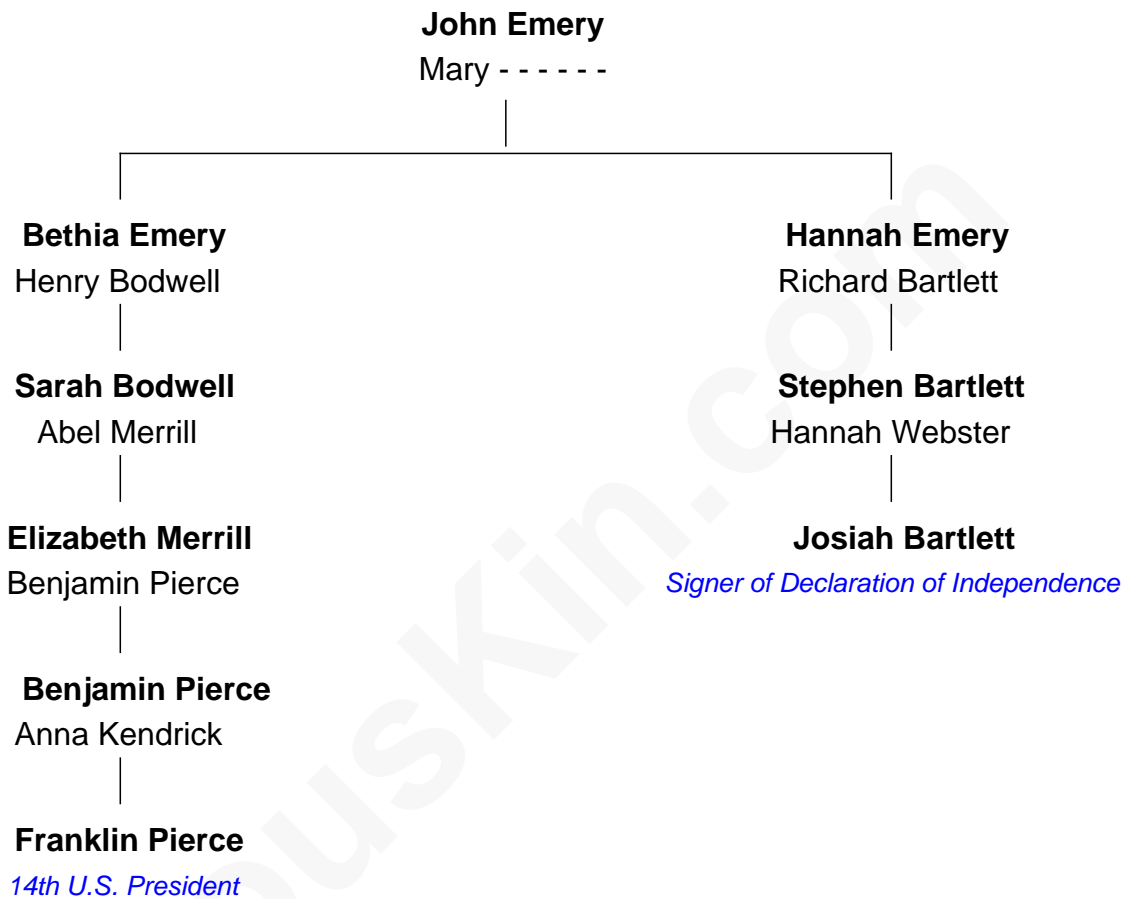 John Emery
Mary - - - - - -
Bethia Emery
Henry Bodwell
Hannah Emery
Richard Bartlett
Sarah Bodwell
Abel Merrill
Stephen Bartlett
Hannah Webster
Elizabeth Merrill
Benjamin Pierce
Josiah Bartlett
Signer of Declaration of Independence
Benjamin Pierce
Anna Kendrick
Franklin Pierce
14th U.S. President
ousKin.com